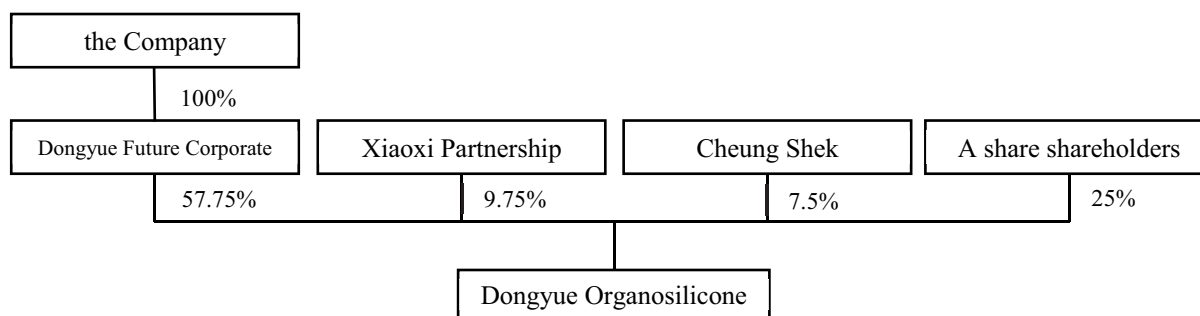 the Company
100%
Dongyue Future Corporate
Xiaoxi Partnership
Cheung Shek
A share shareholders
57.75%
9.75%
7.5%
25%
Dongyue Organosilicone